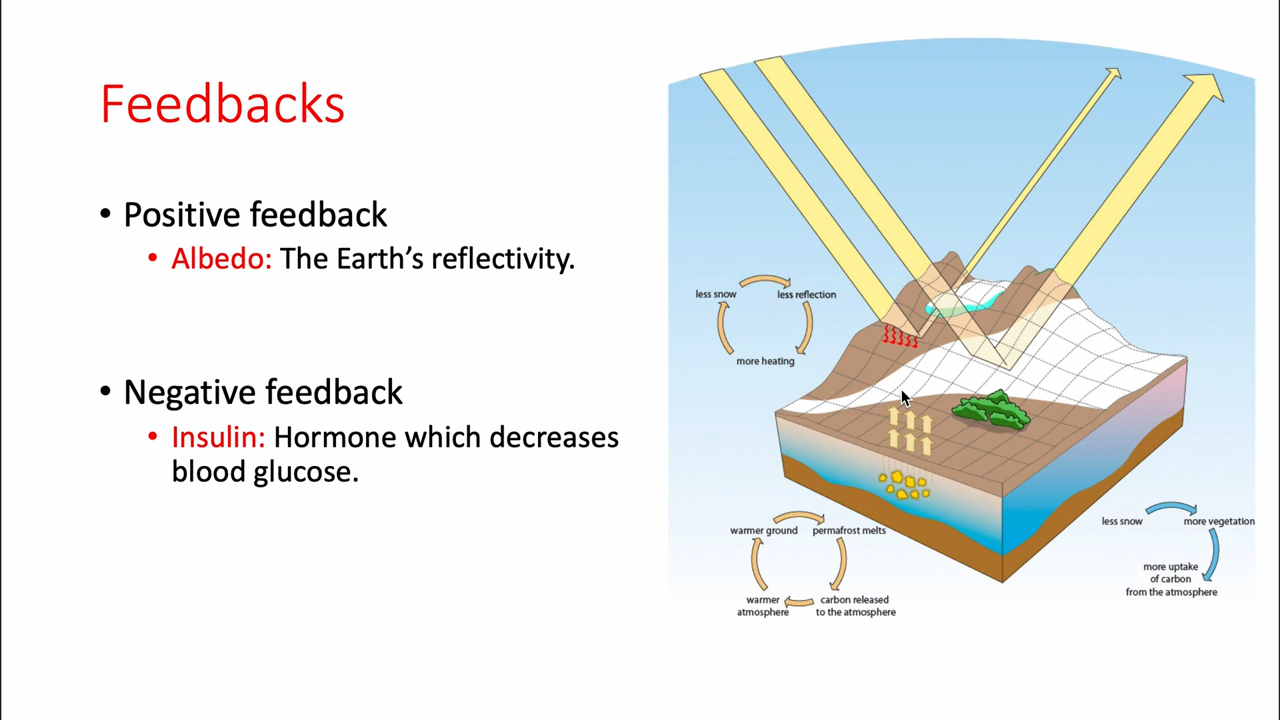 Feedbacks
• Positive feedback
• Albedo: The Earth’s reflectivity.
• Negative feedback
• Insulin: Hormone which decreases
blood glucose.
less snow
less reflection
more heating
warmer ground
permafrost melts
warmer
atmosphere
carbon released
to the atmosphere
less snow
more vegetation
more uptake
of carbon
from the atmosphere